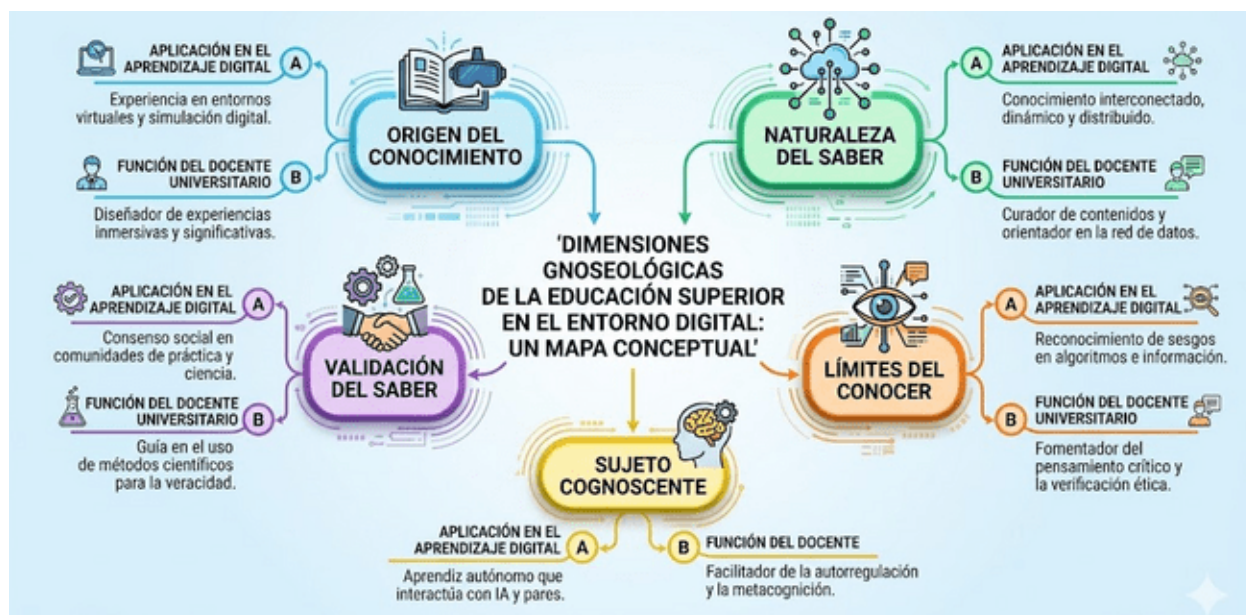 'DIMENSIONES
GNOSEOLÓGICAS
DE LA EDUCACIÓN SUPERIOR
EN EL ENTORNO DIGITAL:
UN MAPA CONCEPTUAL'
ORIGEN DEL
CONOCIMIENTO
APLICACIÓN EN EL
APRENDIZAJE DIGITAL
A
Experiencia en entornos
virtuales y simulación digital.
FUNCIÓN DEL DOCENTE
UNIVERSITARIO
B
Diseñador de experiencias
inmersivas y significativas.
NATURALEZA
DEL SABER
A
APLICACIÓN EN EL
APRENDIZAJE DIGITAL
Conocimiento interconectado,
dinámico y distribuido.
B
FUNCIÓN DEL DOCENTE
UNIVERSITARIO
Curador de contenidos y
orientador en la red de datos.
VALIDACIÓN
DEL SABER
APLICACIÓN EN EL
APRENDIZAJE DIGITAL
A
Consenso social en
comunidades de práctica y
ciencia.
FUNCIÓN DEL DOCENTE
UNIVERSITARIO
B
Guía en el uso
de métodos científicos
para la veracidad.
LÍMITES DEL
CONOCER
A
APLICACIÓN EN EL
APRENDIZAJE DIGITAL
Reconocimiento de sesgos
en algoritmos e información.
B
FUNCIÓN DEL DOCENTE
UNIVERSITARIO
Fomentador del
pensamiento crítico y
la verificación ética.
SUJETO
COGNOSCENTE
APLICACIÓN EN EL
APRENDIZAJE DIGITAL
A
Aprendiz autónomo que
interactúa con IA y pares.
B
FUNCIÓN DEL DOCENTE
Facilitador de la autorregulación
y la metacognición.